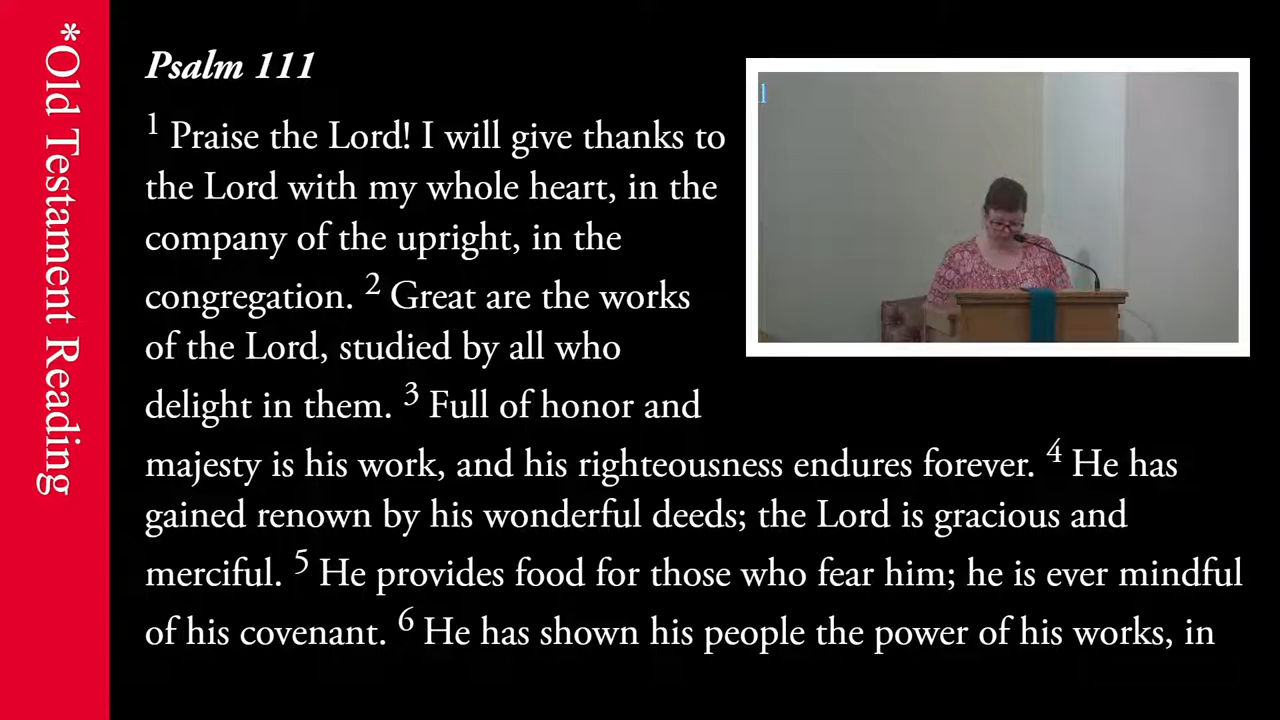 *Old Testament Reading
Psalm 111
1 Praise the Lord! I will give thanks to
the Lord with my whole heart, in the
company of the upright, in the
congregation. 2 Great are the works
of the Lord, studied by all who
delight in them. 3 Full of honor and
majesty is his work, and his righteousness endures forever. 4 He has
gained renown by his wonderful deeds; the Lord is gracious and
merciful. 5 He provides food for those who fear him; he is ever mindful
of his covenant. 6 He has shown his people the power of his works, in